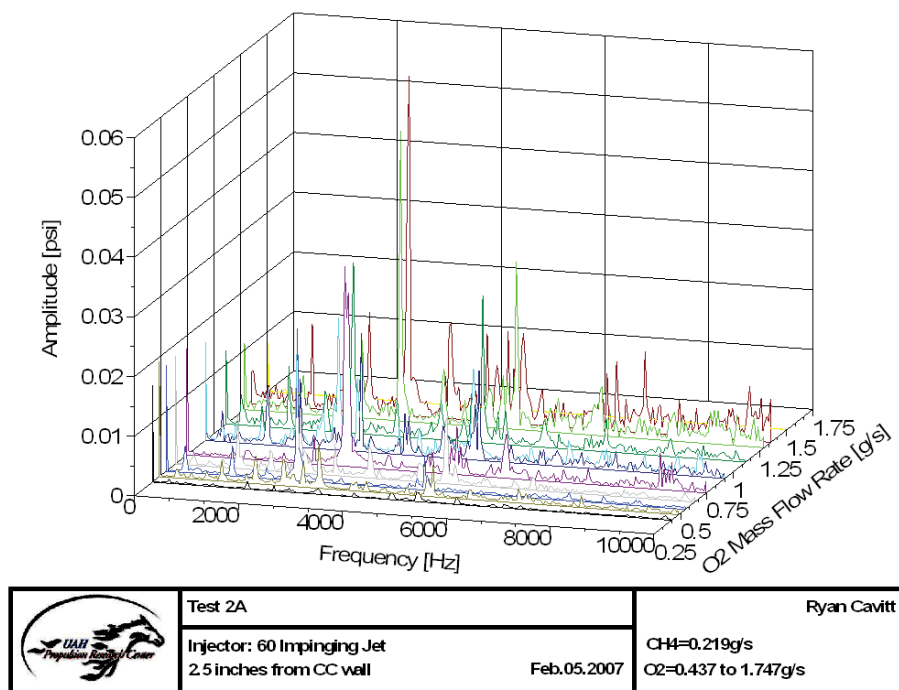 0.06
0.05
0.04
0.03
0.02
0.01
0
Amplitude [psi]
0
2000
4000
6000
8000
10000
Frequency [Hz]
0.25
0.5
0.75
1
1.25
1.5
1.75
O2 Mass Flow Rate [g/s]
UAH
Propulsion Research Center
Test 2A
Injector: 60 Impinging Jet
2.5 inches from CC wall
Feb.05.2007
Ryan Cavitt
CH4=0.219g/s
O2=0.437 to 1.747g/s